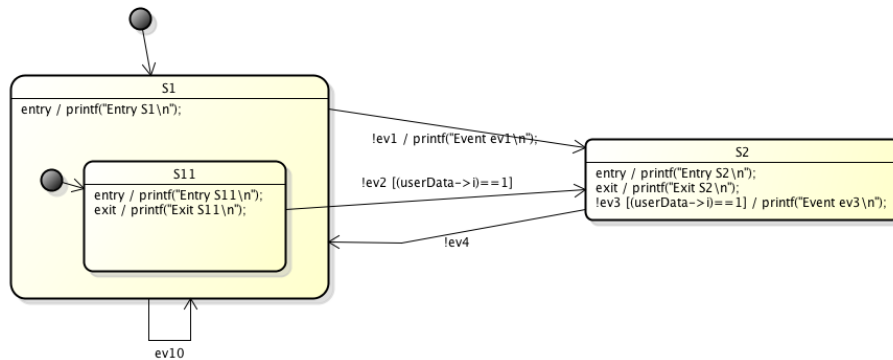 S1
entry / printf("Entry S1\n");
!ev1 / printf("Event ev1\n");
S2
entry / printf("Entry S2\n");
exit / printf("Exit S2\n");
!ev3 [(userData->i)==1] / printf("Event ev3\n");
S11
entry / printf("Entry S11\n");
exit / printf("Exit S11\n");
!ev2 [(userData->i)==1]
!ev4
ev10